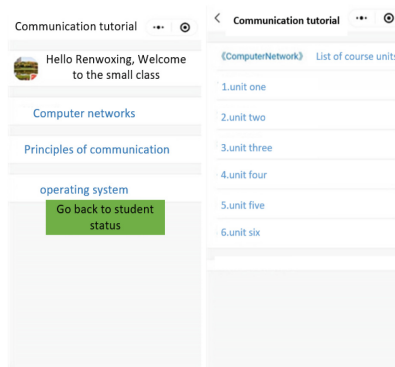 Communication tutorial
Hello Renwoxing, Welcome
to the small class
Computer networks
Principles of communication
operating system
Go back to student
status
Communication tutorial
《ComputerNetwork》 List of course units
1.unit one
2.unit two
3.unit three
4.unit four
5.unit five
6.unit six